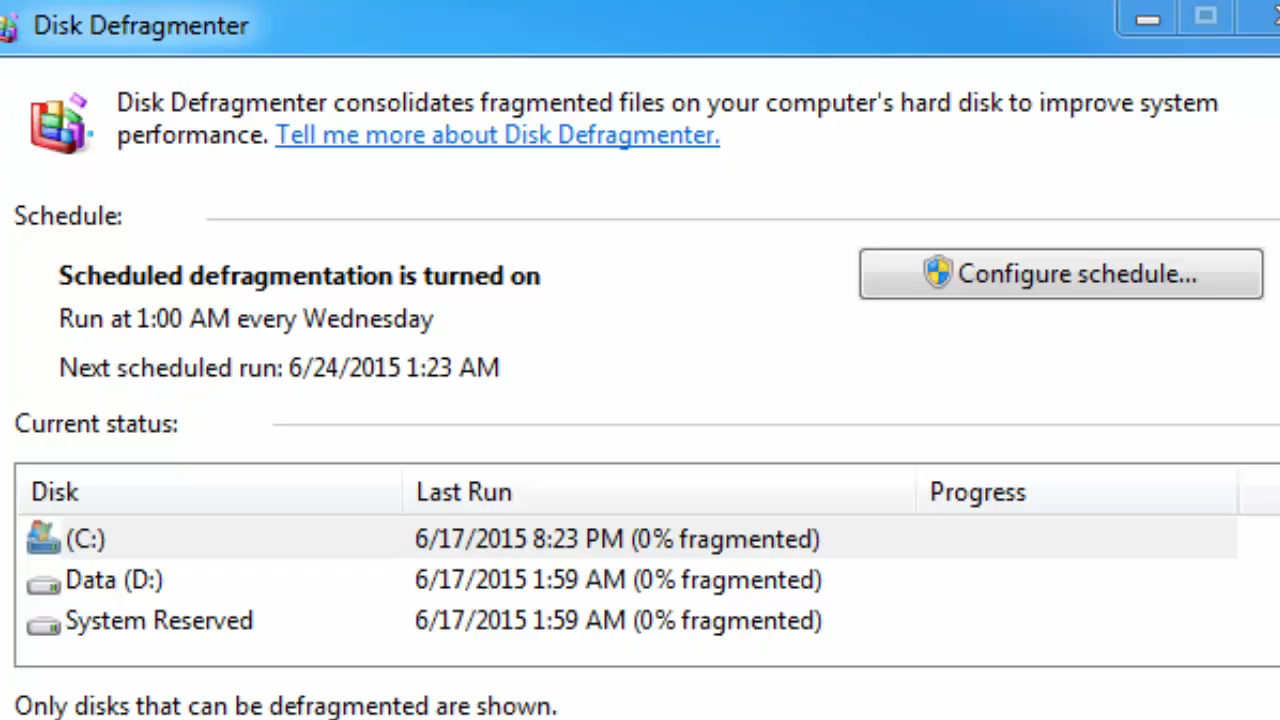 Disk Defragmenter
Disk Defragmenter consolidates fragmented files on your computer's hard disk to improve system
performance. Tell me more about Disk Defragmenter.
Schedule:
Scheduled defragmentation is turned on
Configure schedule...
Run at 1:00 AM every Wednesday
Next scheduled run: 6/24/2015 1:23 AM
Current status:
Disk Last Run Progress
(C:) 6/17/2015 8:23 PM (0% fragmented)
Data (D:) 6/17/2015 1:59 AM (0% fragmented)
System Reserved 6/17/2015 1:59 AM (0% fragmented)
Only disks that can be defragmented are shown.